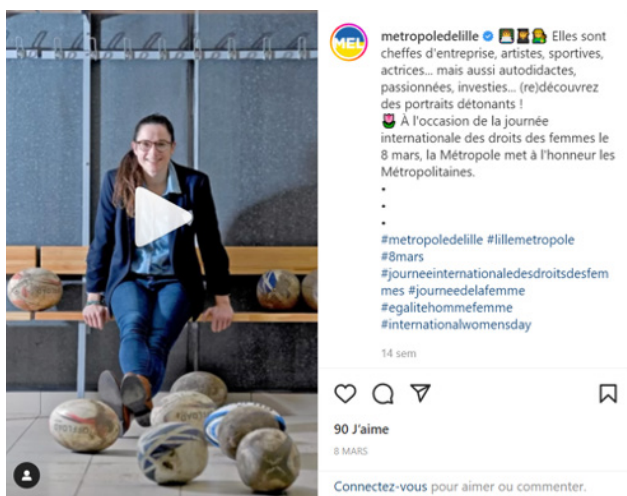 MEL
metropoledelille Elles sont
cheffes d'entreprise, artistes, sportives,
actrices... mais aussi autodidactes,
passionnées, investies... (re)découvrez
des portraits détonants !
À l'occasion de la journée
internationale des droits des femmes le
8 mars, la Métropole met à l'honneur les
Métropolitaines.
•
•
•
#metropoledelille #lillemetropole
#8mars
#journeeinternationaledesdroitsdesfem
mes #journeedelafemme
#egalitehommefemme
#internationalwomensday
14 sem
90 J'aime
8 MARS
Connectez-vous pour aimer ou commenter.